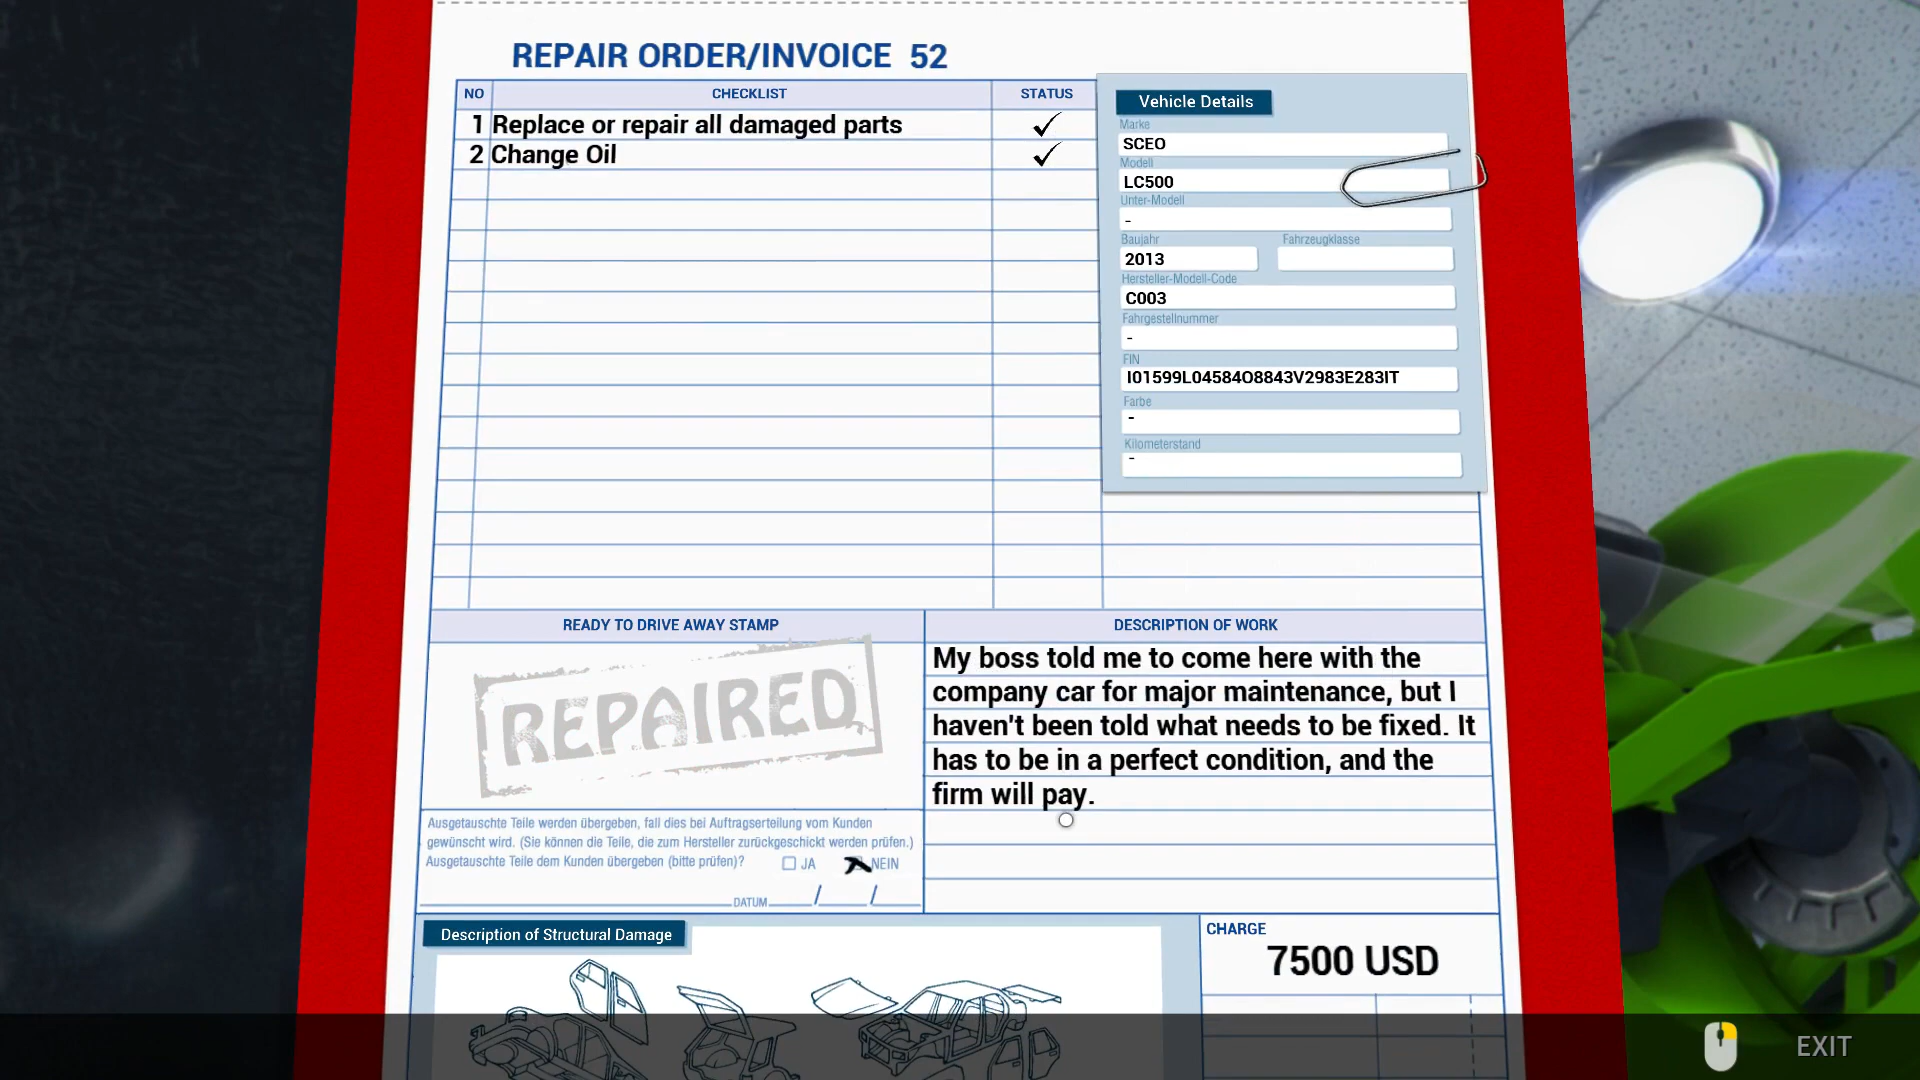 REPAIR ORDER/INVOICE 52
NO CHECKLIST STATUS
1 Replace or repair all damaged parts
2 Change Oil
Vehicle Details
Marke
SCEO
Modell
LC500
Unter-Modell
-
Baujahr Fahrzeugklasse
2013
Hersteller-Modell-Code
C003
Fahrgestellnummer
-
FIN
I01599L04584O8843V2983E283IT
Farbe
-
Kilometerstand
-
READY TO DRIVE AWAY STAMP
REPAIRED
DESCRIPTION OF WORK
My boss told me to come here with the
company car for major maintenance, but I
haven't been told what needs to be fixed. It
has to be in a perfect condition, and the
firm will pay.
Ausgetauschte Teile werden übergeben, fall dies bei Auftragserteilung vom Kunden
gewünscht wird. (Sie können die Teile, die zum Hersteller zurückgeschickt werden prüfen.)
Ausgetauschte Teile dem Kunden übergeben (bitte prüfen)? JA NEIN
DATUM / /
Description of Structural Damage
CHARGE
7500 USD
EXIT